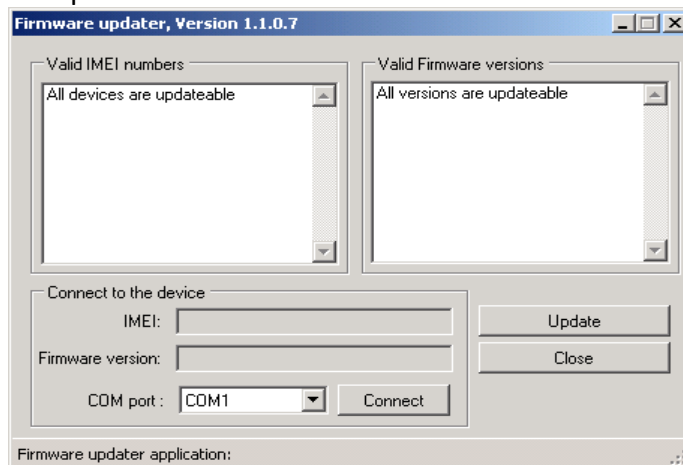 Firmware updater, Version 1.1.0.7
Valid IMEI numbers
All devices are updateable
Valid Firmware versions
All versions are updateable
Connect to the device
IMEI:
Firmware version:
COM port :
COM1
Connect
Update
Close
Firmware updater application: